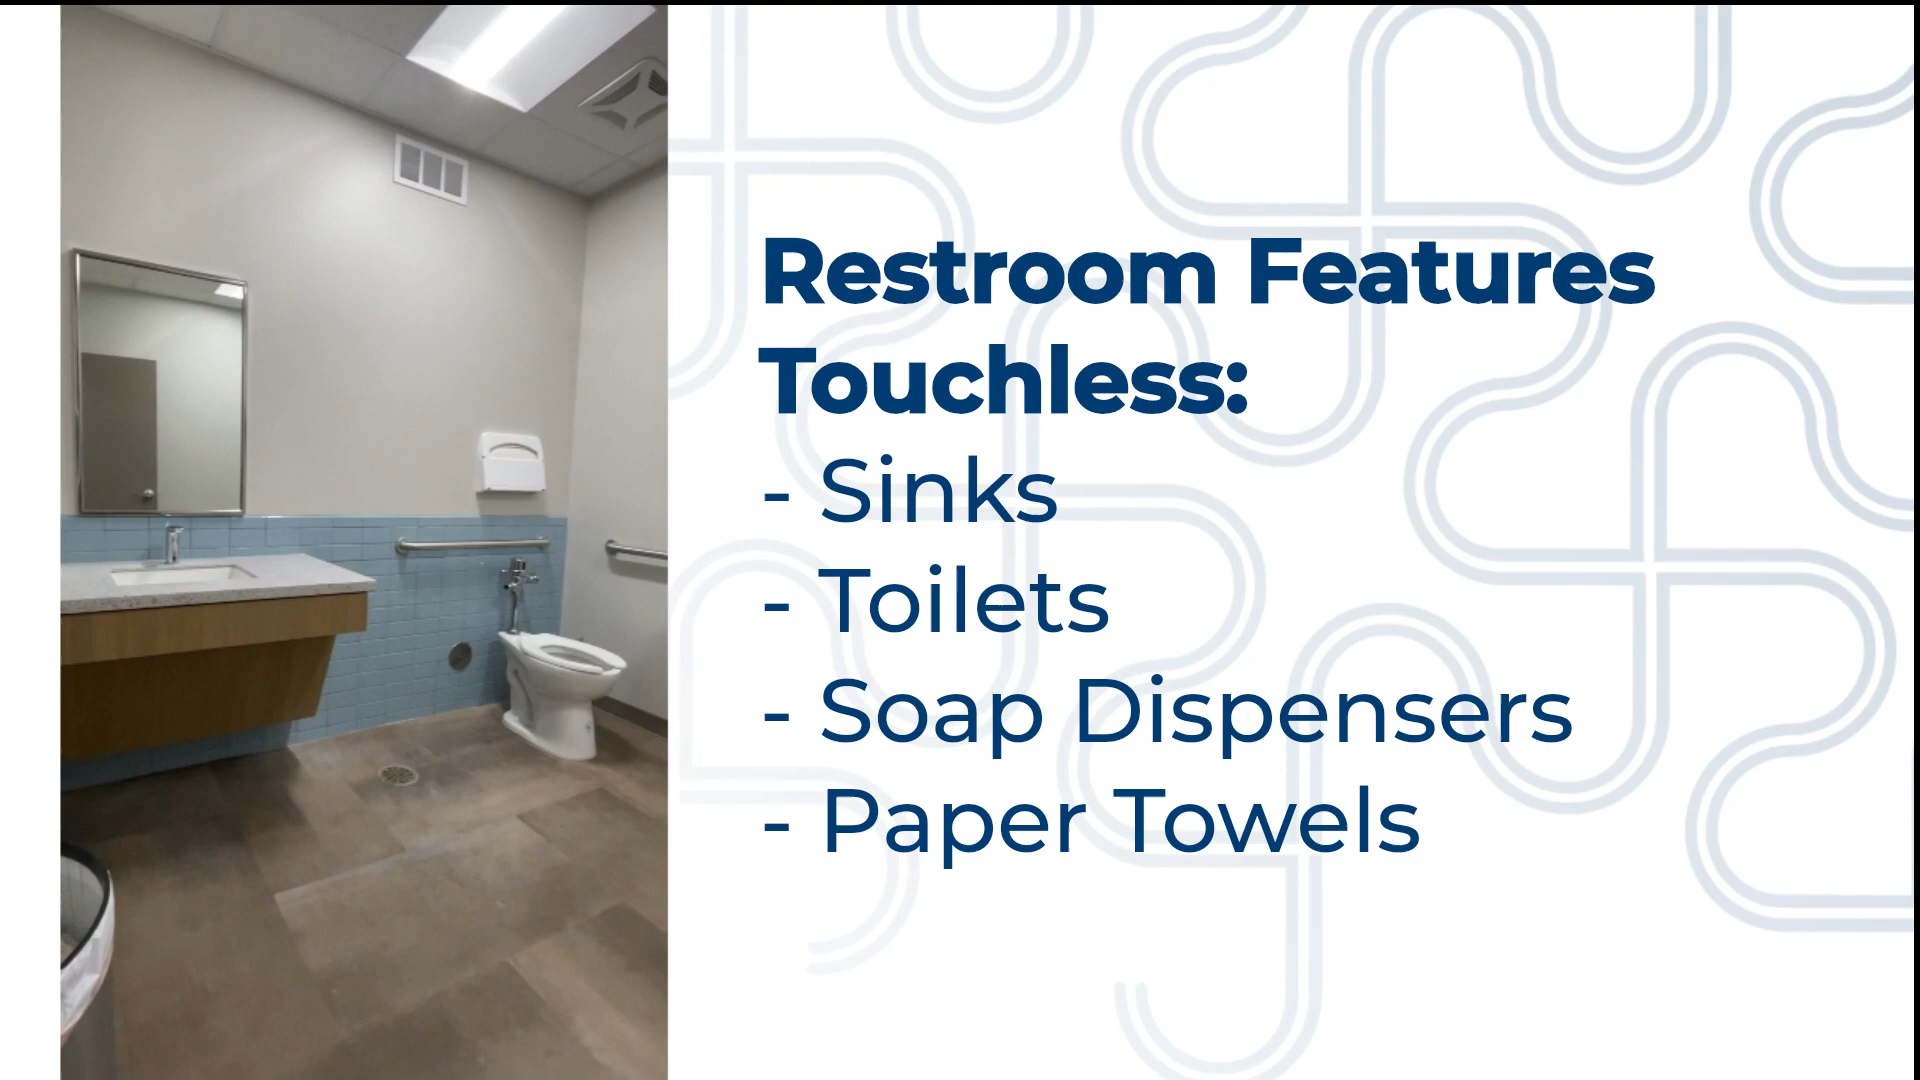 Restroom Features
Touchless:
- Sinks
- Toilets
- Soap Dispensers
- Paper Towels